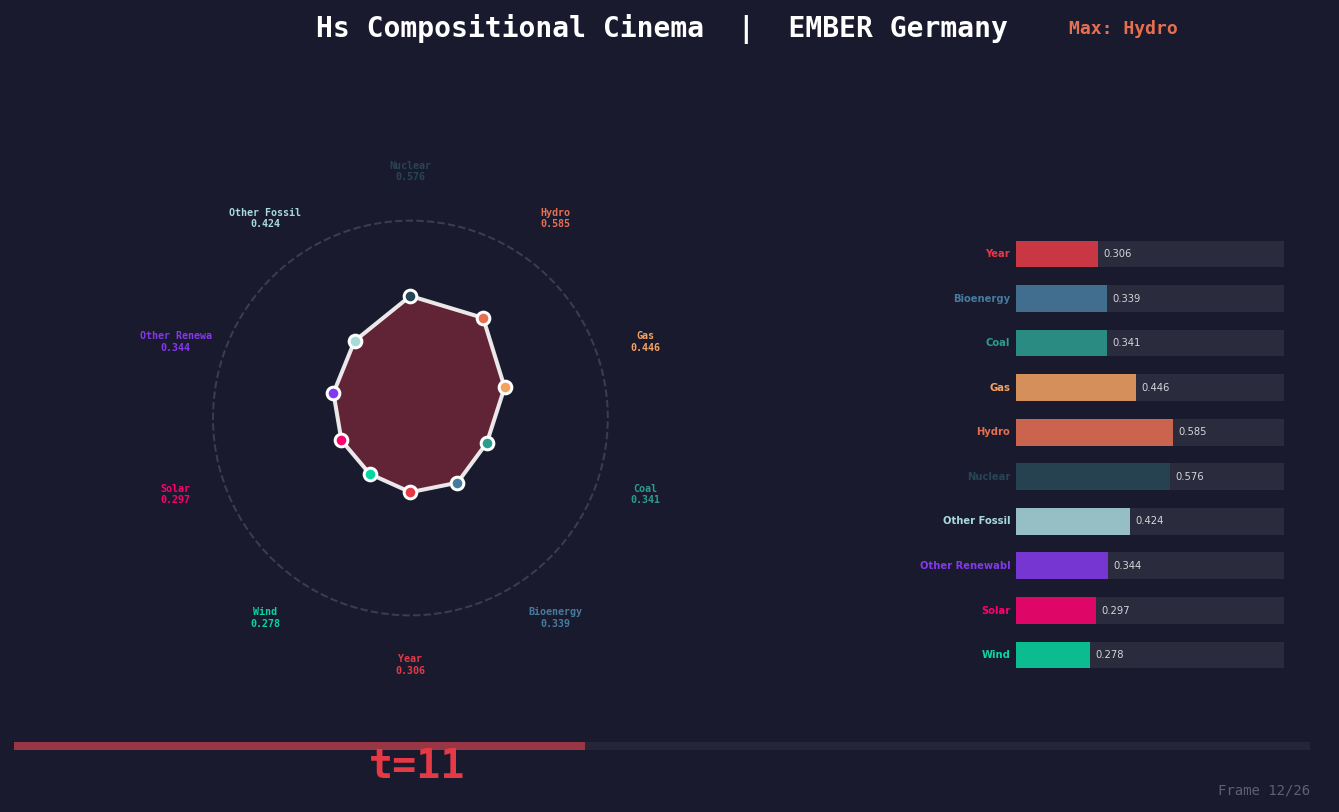 Hs Compositional Cinema | EMBER Germany
Max: Hydro
Nuclear
0.576
Other Fossil
0.424
Hydro
0.585
Other Renewa
0.344
Gas
0.446
Solar
0.297
Coal
0.341
Wind
0.278
Bioenergy
0.339
Year
0.306
Year 0.306
Bioenergy 0.339
Coal 0.341
Gas 0.446
Hydro 0.585
Nuclear 0.576
Other Fossil 0.424
Other Renewabl 0.344
Solar 0.297
Wind 0.278
t=11
Frame 12/26